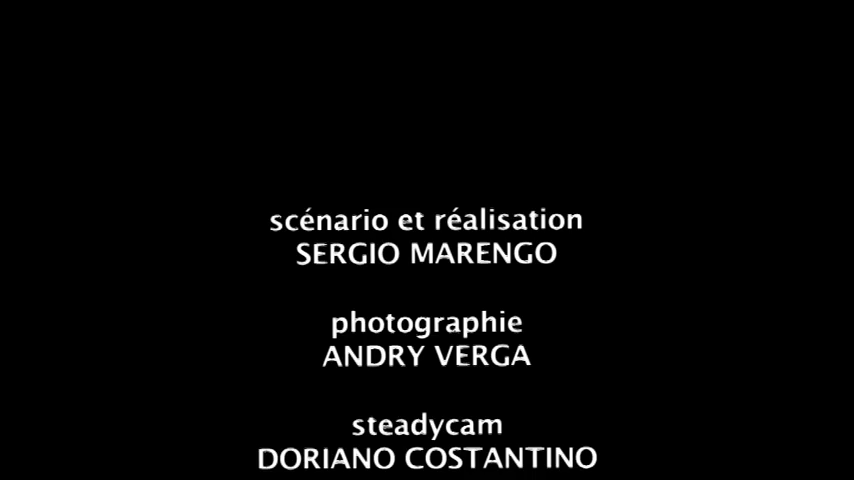 scénario et réalisation
SERGIO MARENGO
photographie
ANDRY VERGA
steadycam
DORIANO COSTANTINO